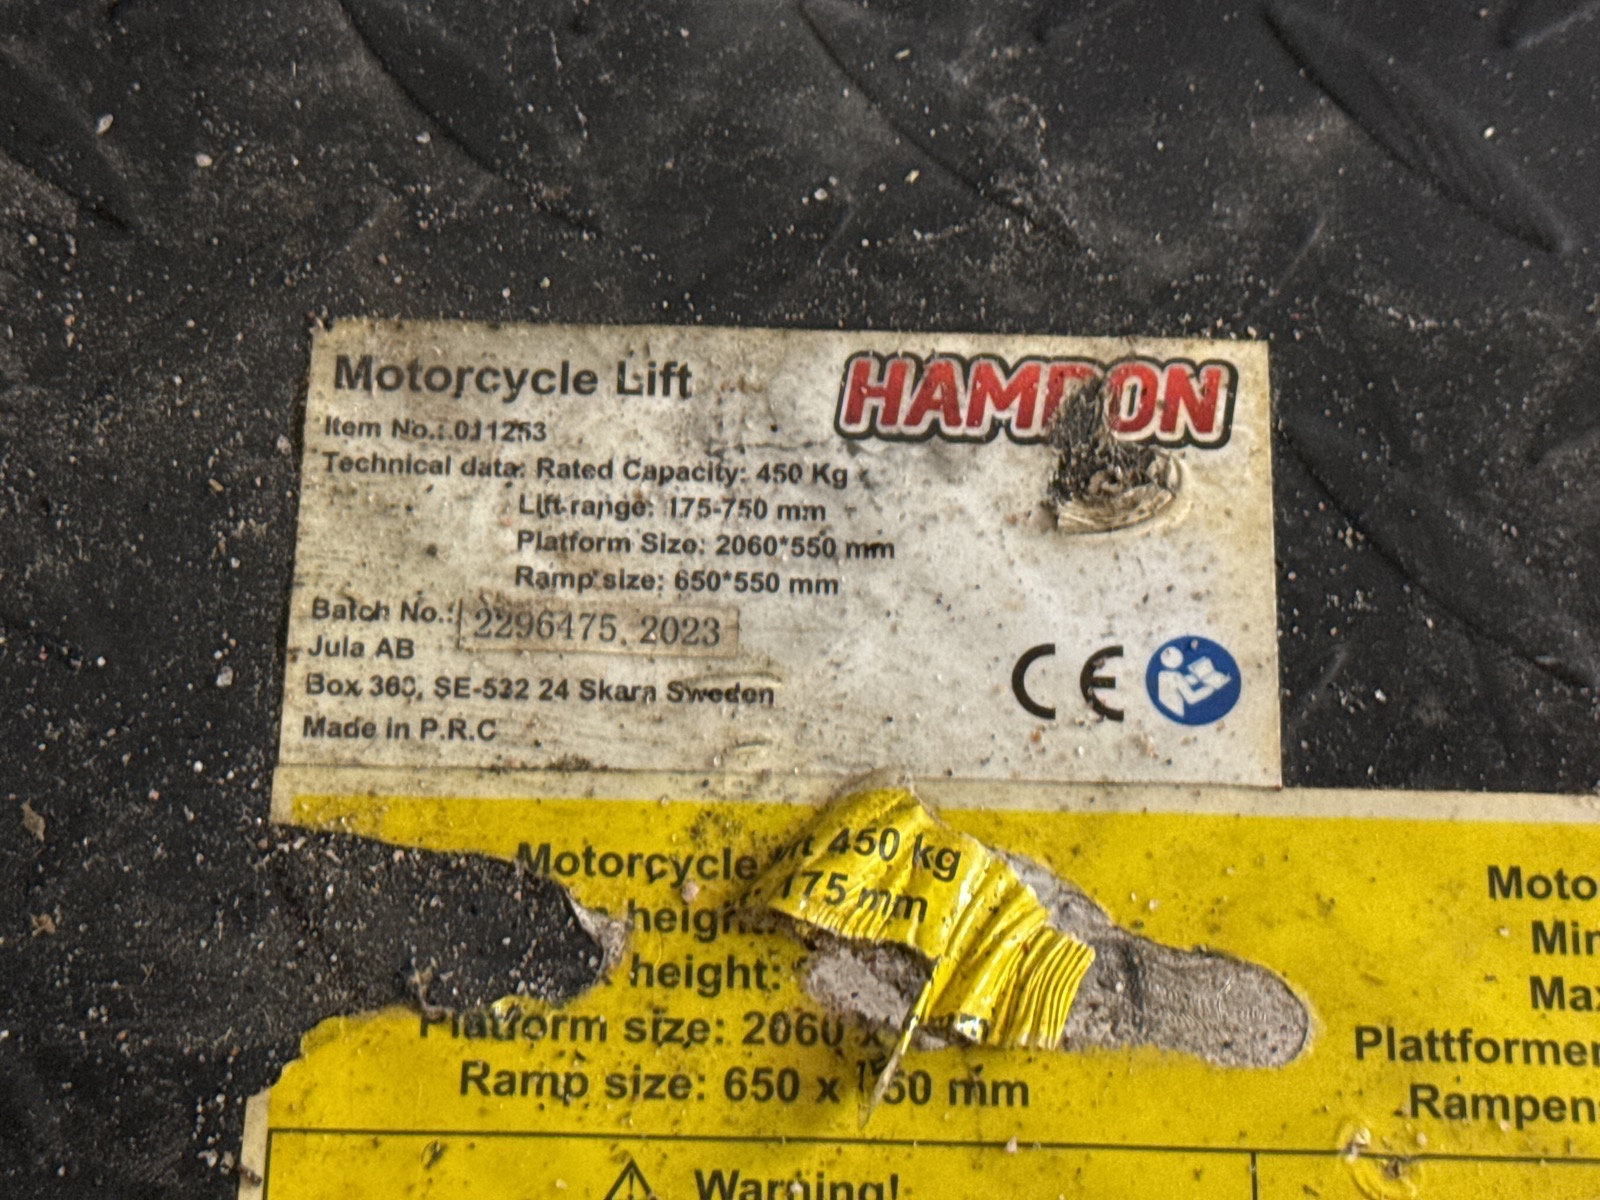 Motorcycle Lift
HAMRON
Item No.: 011253
Technical data: Rated Capacity: 450 Kg
Lift range: 175-750 mm
Platform Size: 2060*550 mm
Ramp size: 650*550 mm
Batch No.: 2296475, 2023
Jula AB
Box 363, SE-532 24 Skara Sweden
Made in P.R.C
CE
Motorcycle 450 kg
height: 175 mm
height:
Platform size: 2060 x
Ramp size: 650 x mm
Warning!
Moto
Min
Max
Plattformen
Rampens